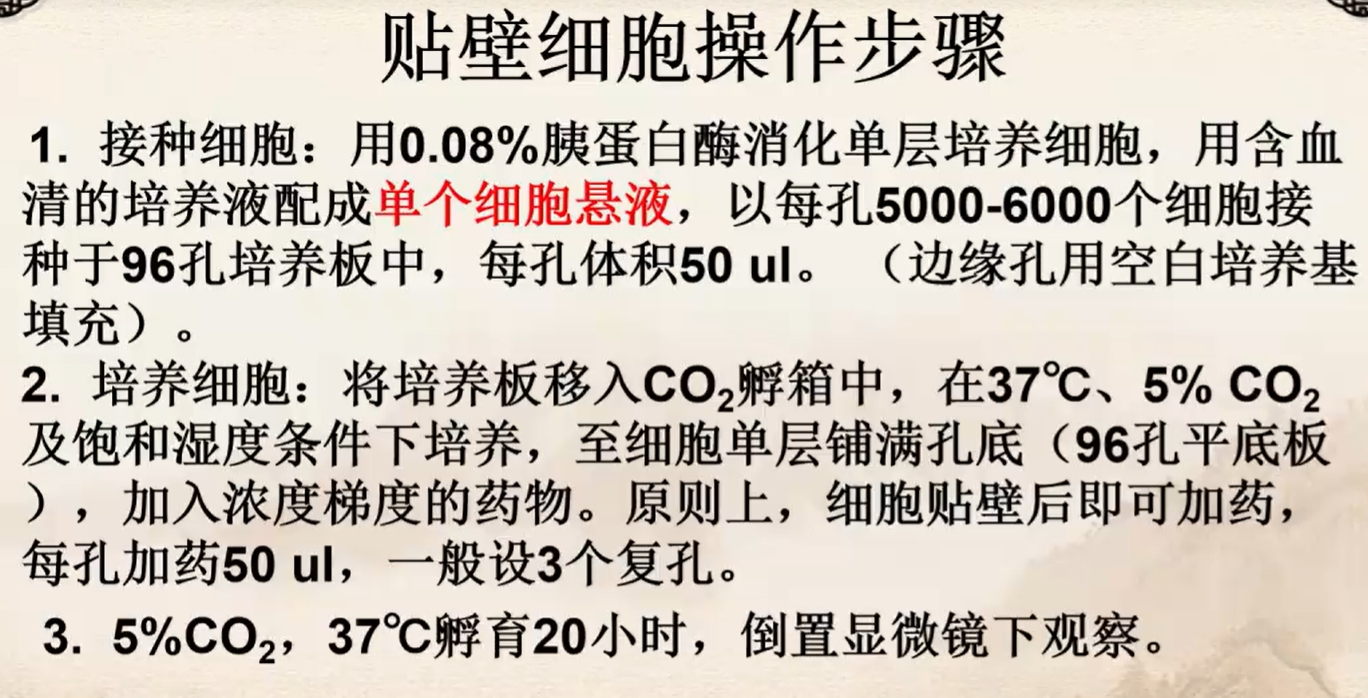 贴壁细胞操作步骤
1. 接种细胞：用0.08%胰蛋白酶消化单层培养细胞，用含血
清的培养液配成单个细胞悬液，以每孔5000-6000个细胞接
种于96孔培养板中，每孔体积50 ul。（边缘孔用空白培养基
填充）。
2. 培养细胞：将培养板移入CO₂孵箱中，在37℃、5% CO₂
及饱和湿度条件下培养，至细胞单层铺满孔底（96孔平底板
），加入浓度梯度的药物。原则上，细胞贴壁后即可加药，
每孔加药50 ul，一般设3个复孔。
3. 5%CO₂，37℃孵育20小时，倒置显微镜下观察。